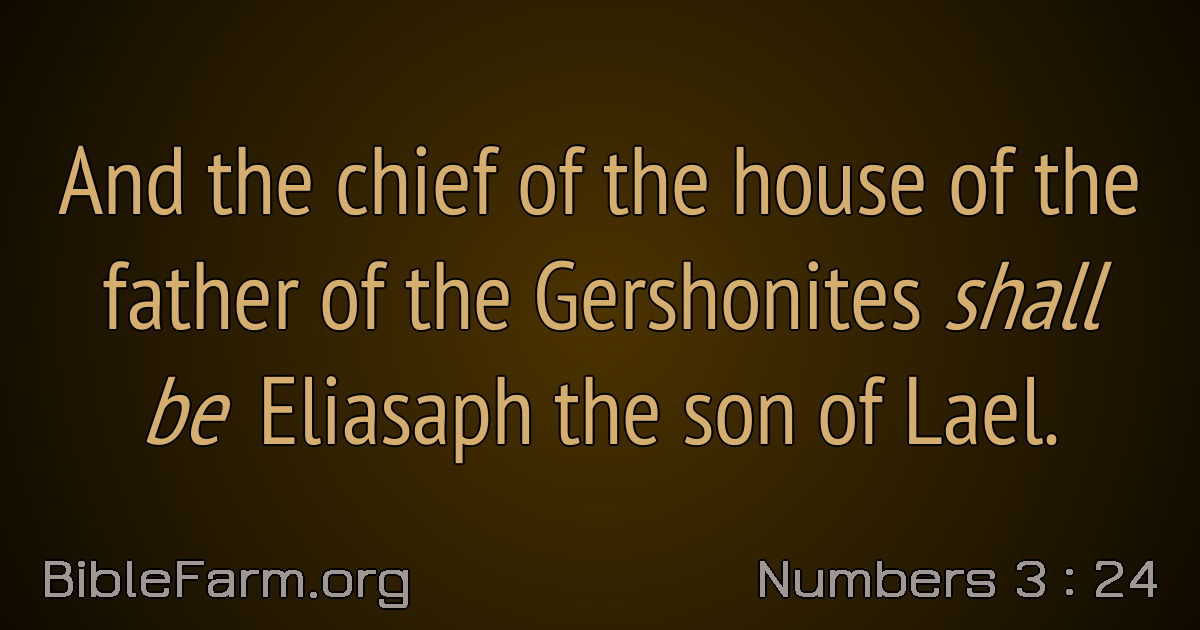 And the chief of the house of the
father of the Gershonites shall
be Eliasaph the son of Lael.
BibleFarm.org
Numbers 3 : 24